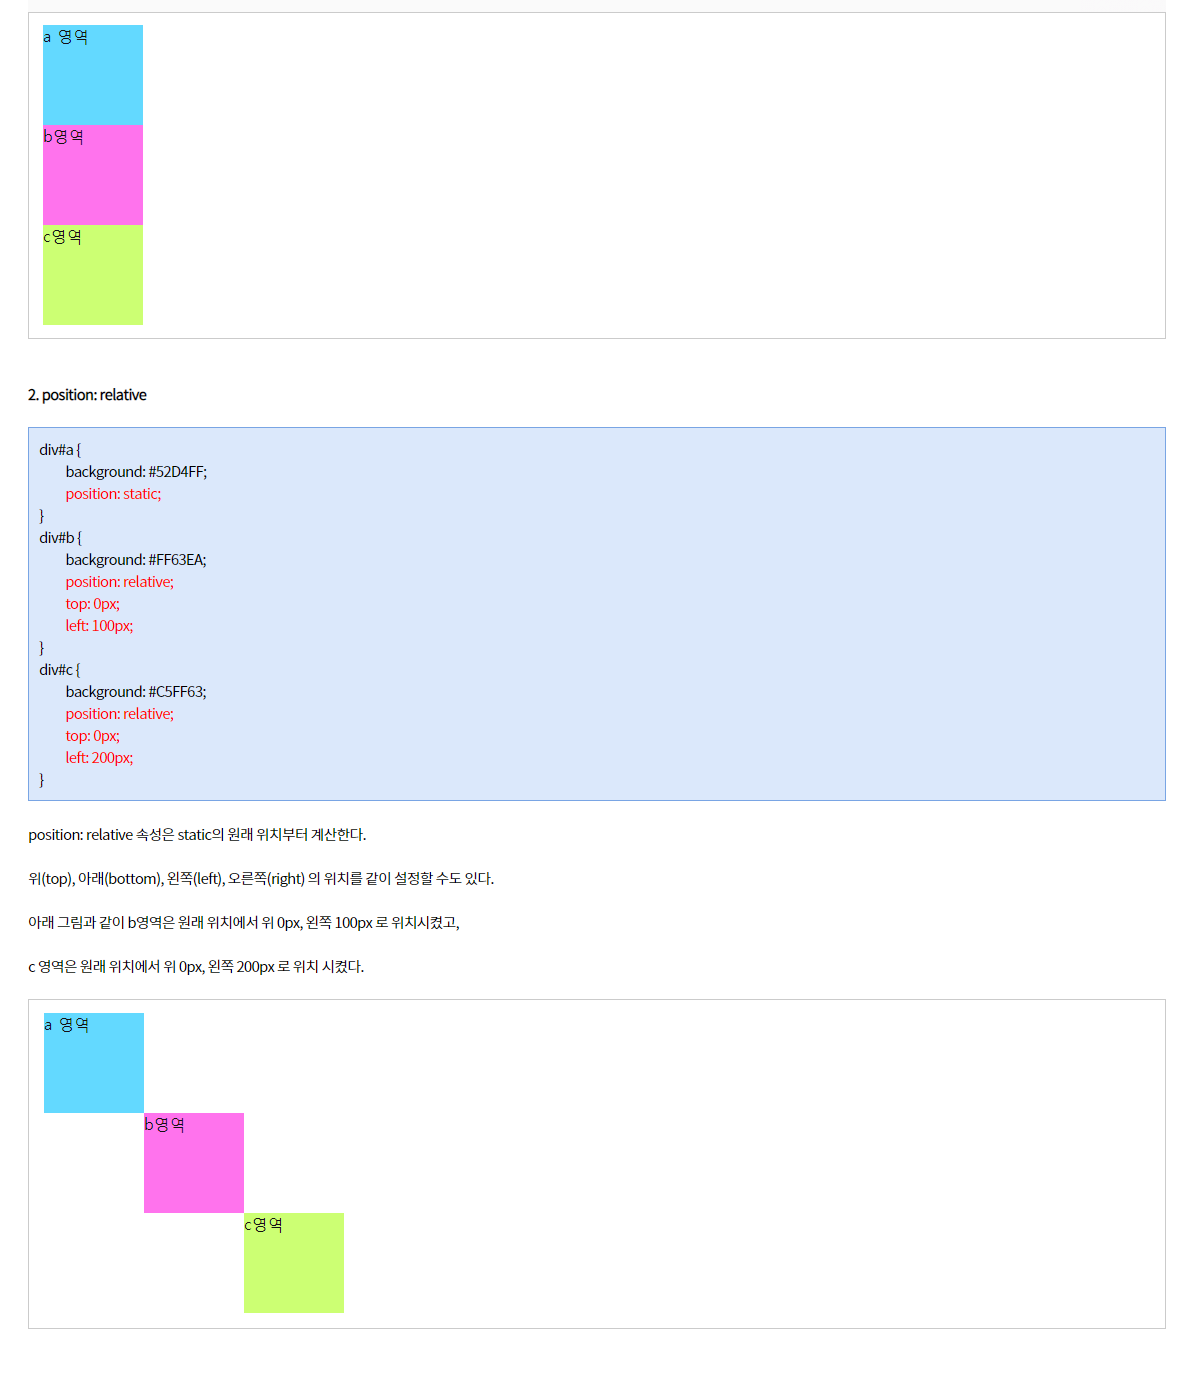 a 영역
b영역
c영역
2. position: relative
div#a {
background: #52D4FF;
position: static;
}
div#b {
background: #FF63EA;
position: relative;
top: 0px;
left: 100px;
}
div#c {
background: #C5FF63;
position: relative;
top: 0px;
left: 200px;
}
position: relative 속성은 static의 원래 위치부터 계산한다.
위(top), 아래(bottom), 왼쪽(left), 오른쪽(right) 의 위치를 같이 설정할 수도 있다.
아래 그림과 같이 b영역은 원래 위치에서 위 0px, 왼쪽 100px 로 위치시켰고,
c 영역은 원래 위치에서 위 0px, 왼쪽 200px 로 위치 시켰다.
a 영역
b영역
c영역